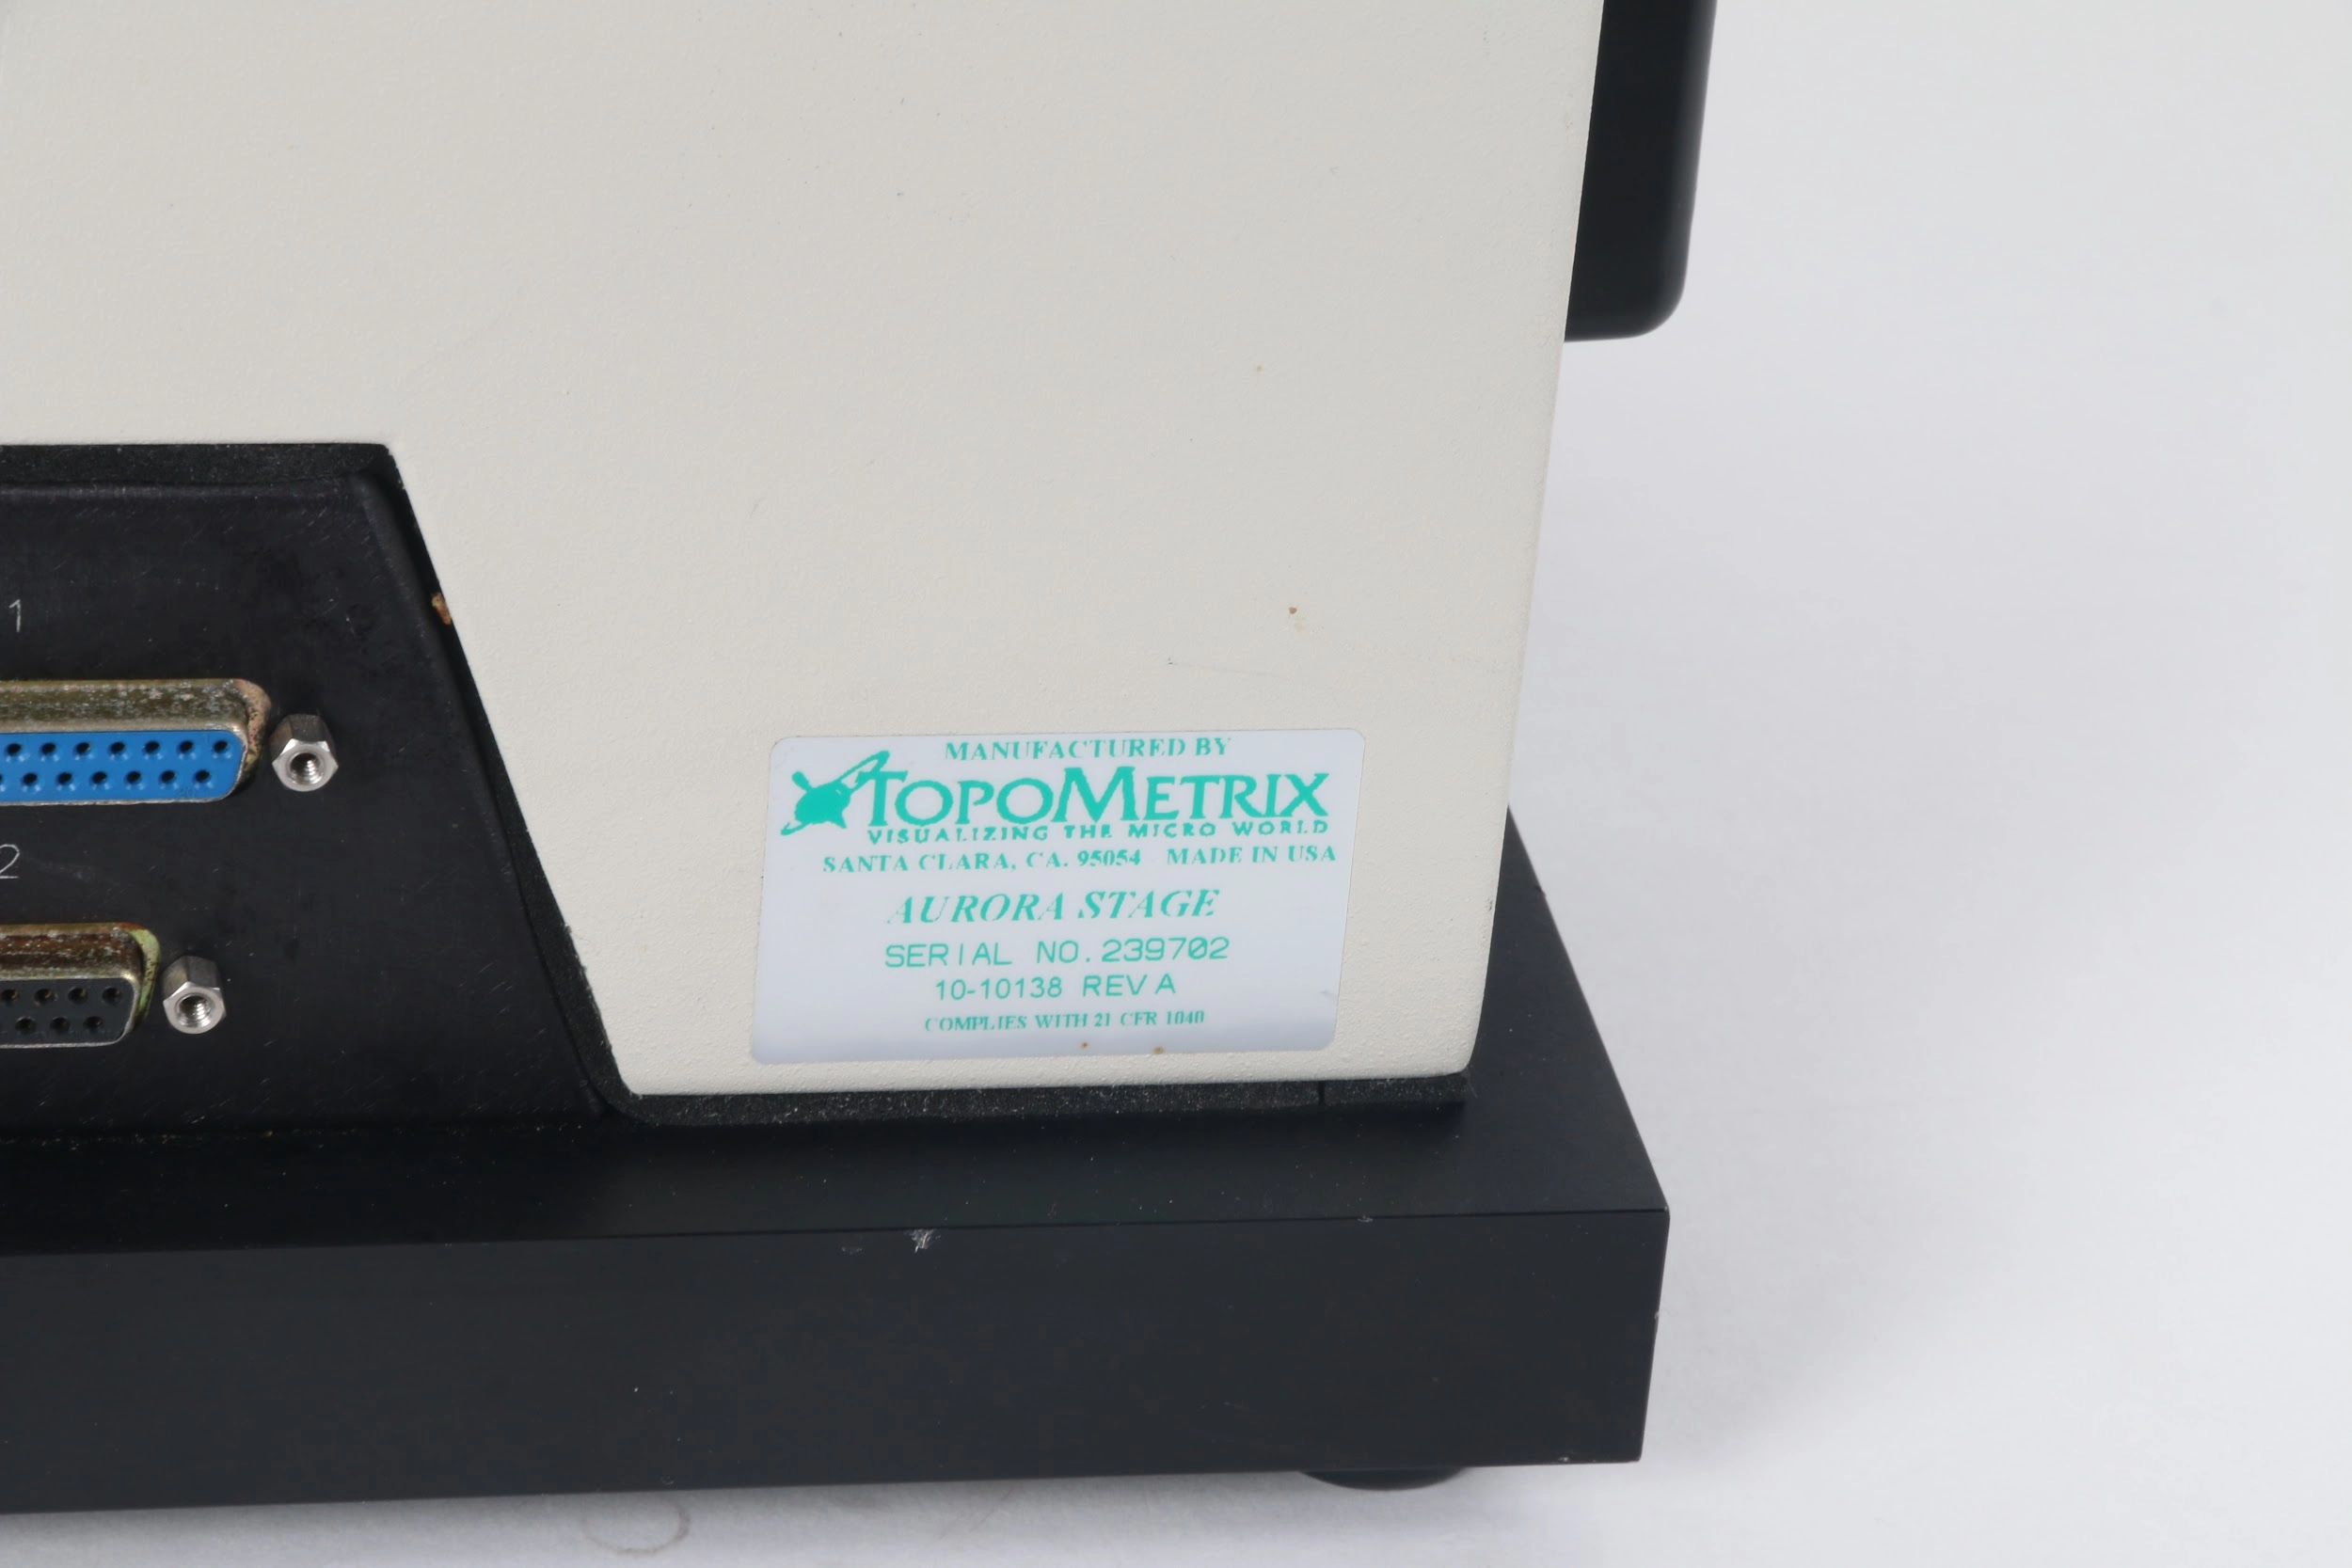 1
2
MANUFACTURED BY
TOPOMETRIX
VISUALIZING THE MICRO WORLD
SANTA CLARA, CA. 95054 MADE IN USA
AURORA STAGE
SERIAL NO. 239702
10-10138 REV A
COMPLIES WITH 21 CFR 1040